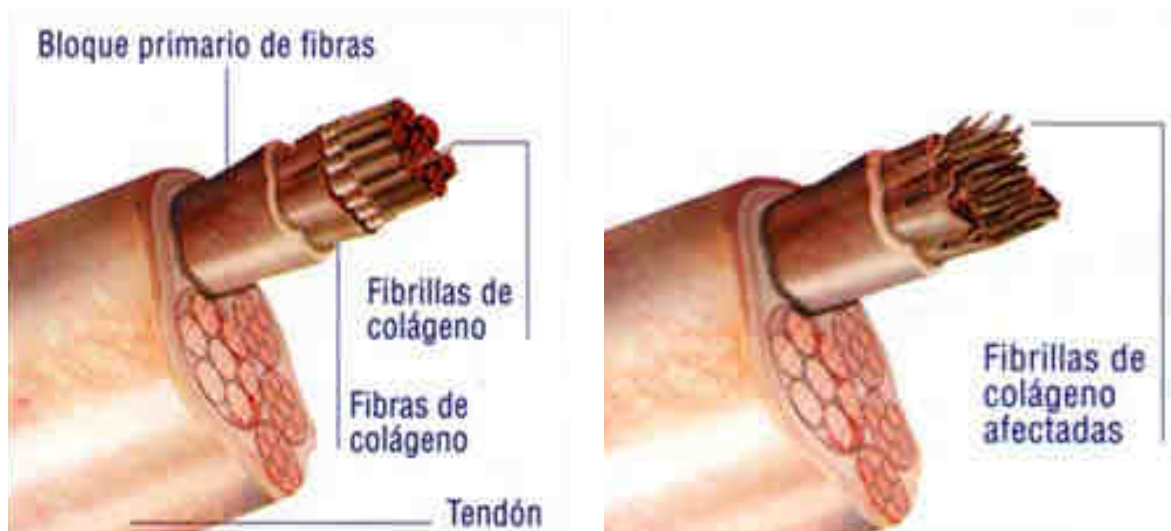 Bloque primario de fibras
Fibrillas de
colágeno
Fibras de
colágeno
Tendón
Fibrillas de
colágeno
afectadas